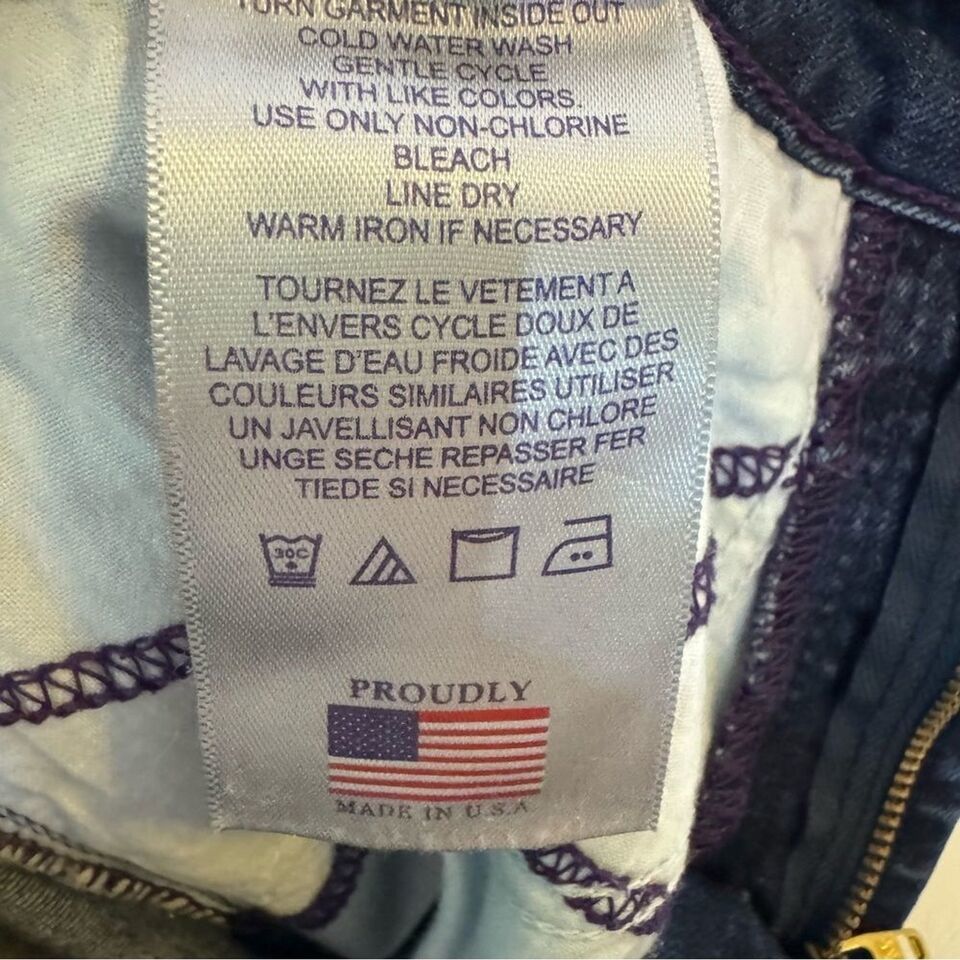 TURN GARMENT INSIDE OUT
COLD WATER WASH
GENTLE CYCLE
WITH LIKE COLORS.
USE ONLY NON-CHLORINE
BLEACH
LINE DRY
WARM IRON IF NECESSARY
TOURNEZ LE VETEMENT A
L'ENVERS CYCLE DOUX DE
LAVAGE D'EAU FROIDE AVEC DES
COULEURS SIMILAIRES UTILISER
UN JAVELLISANT NON CHLORE
UNGE SECHE REPASSER FER
TIEDE SI NECESSAIRE
30C
PROUDLY
MADE IN U.S.A